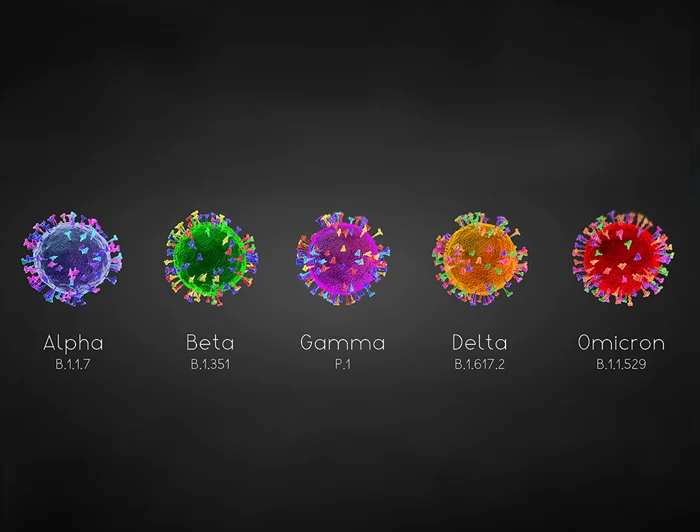 Alpha
B.1.1.7
Beta
B.1.351
Gamma
P.1
Delta
B.1.617.2
Omicron
B.1.1.529